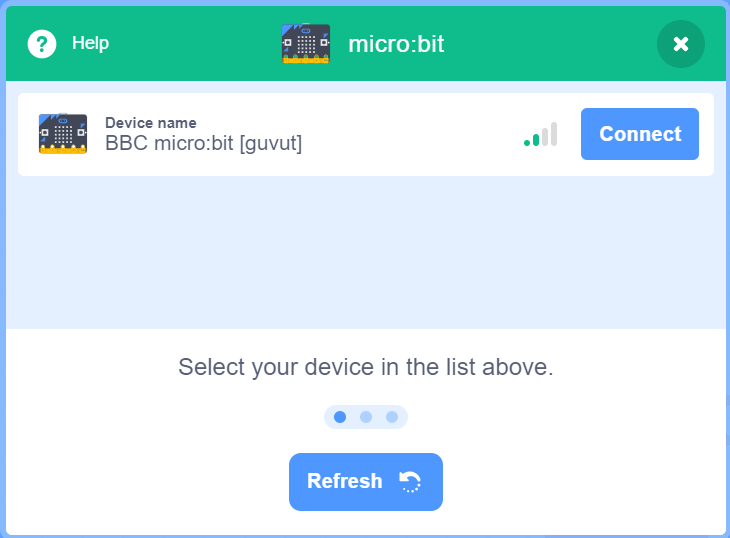 Help
micro:bit
Device name
BBC micro:bit [guvut]
Connect
Select your device in the list above.
Refresh